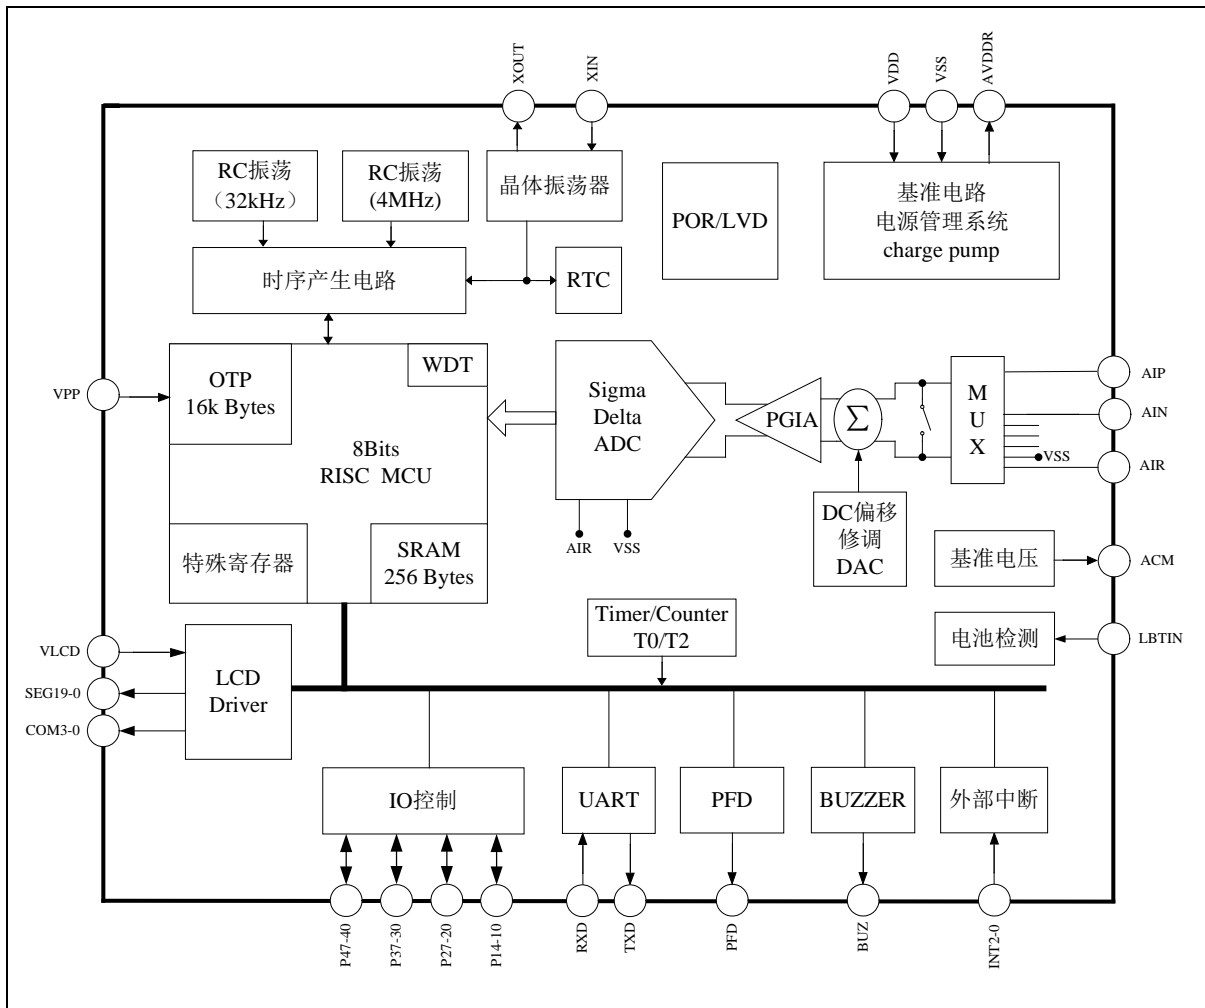 XOUT
XIN
VDD
VSS
AVDDR
RC振荡
（32kHz）
RC振荡
(4MHz)
晶体振荡器
POR/LVD
基准电路
电源管理系统
charge pump
时序产生电路
RTC
VPP
OTP
16k Bytes
WDT
8Bits
RISC MCU
特殊寄存器
SRAM
256 Bytes
Sigma
Delta
ADC
AIR
VSS
PGIA
Σ
M
U
X
VSS
AIP
AIN
AIR
DC偏移
修调
DAC
基准电压
ACM
电池检测
LBTIN
Timer/Counter
T0/T2
VLCD
SEG19-0
COM3-0
LCD
Driver
IO控制
UART
PFD
BUZZER
外部中断
P47-40
P37-30
P27-20
P14-10
RXD
TXD
PFD
BUZ
INT2-0